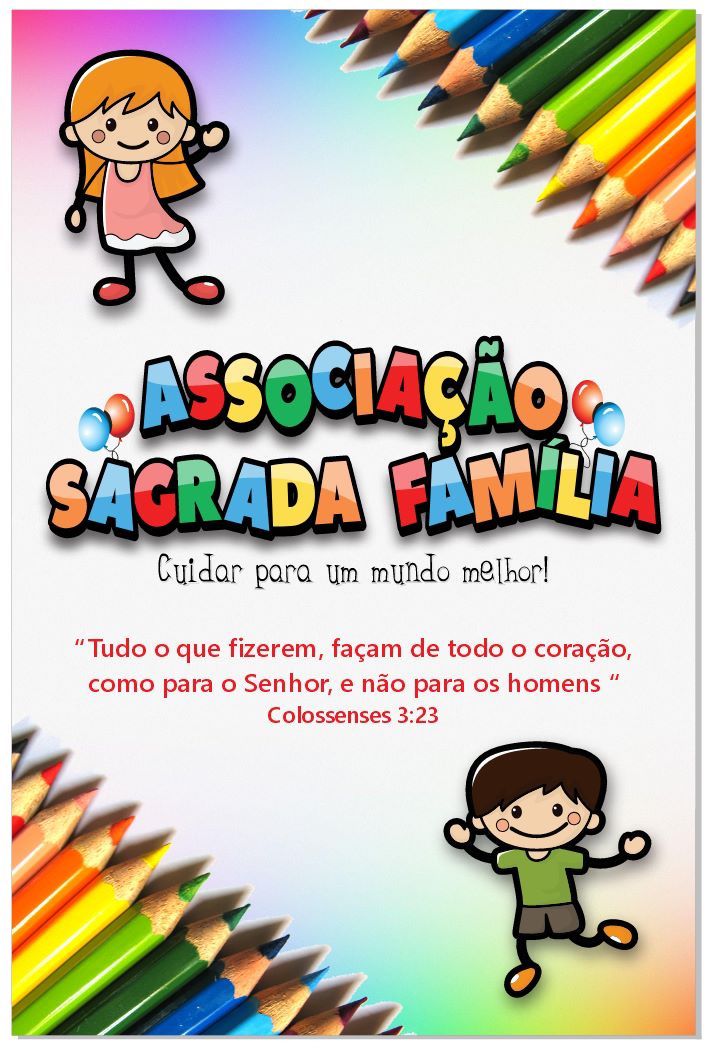 ASSOCIAÇÃO
SAGRADA FAMÍLIA
Cuidar para um mundo melhor!
“Tudo o que fizerem, façam de todo o coração,
como para o Senhor, e não para os homens “
Colossenses 3:23